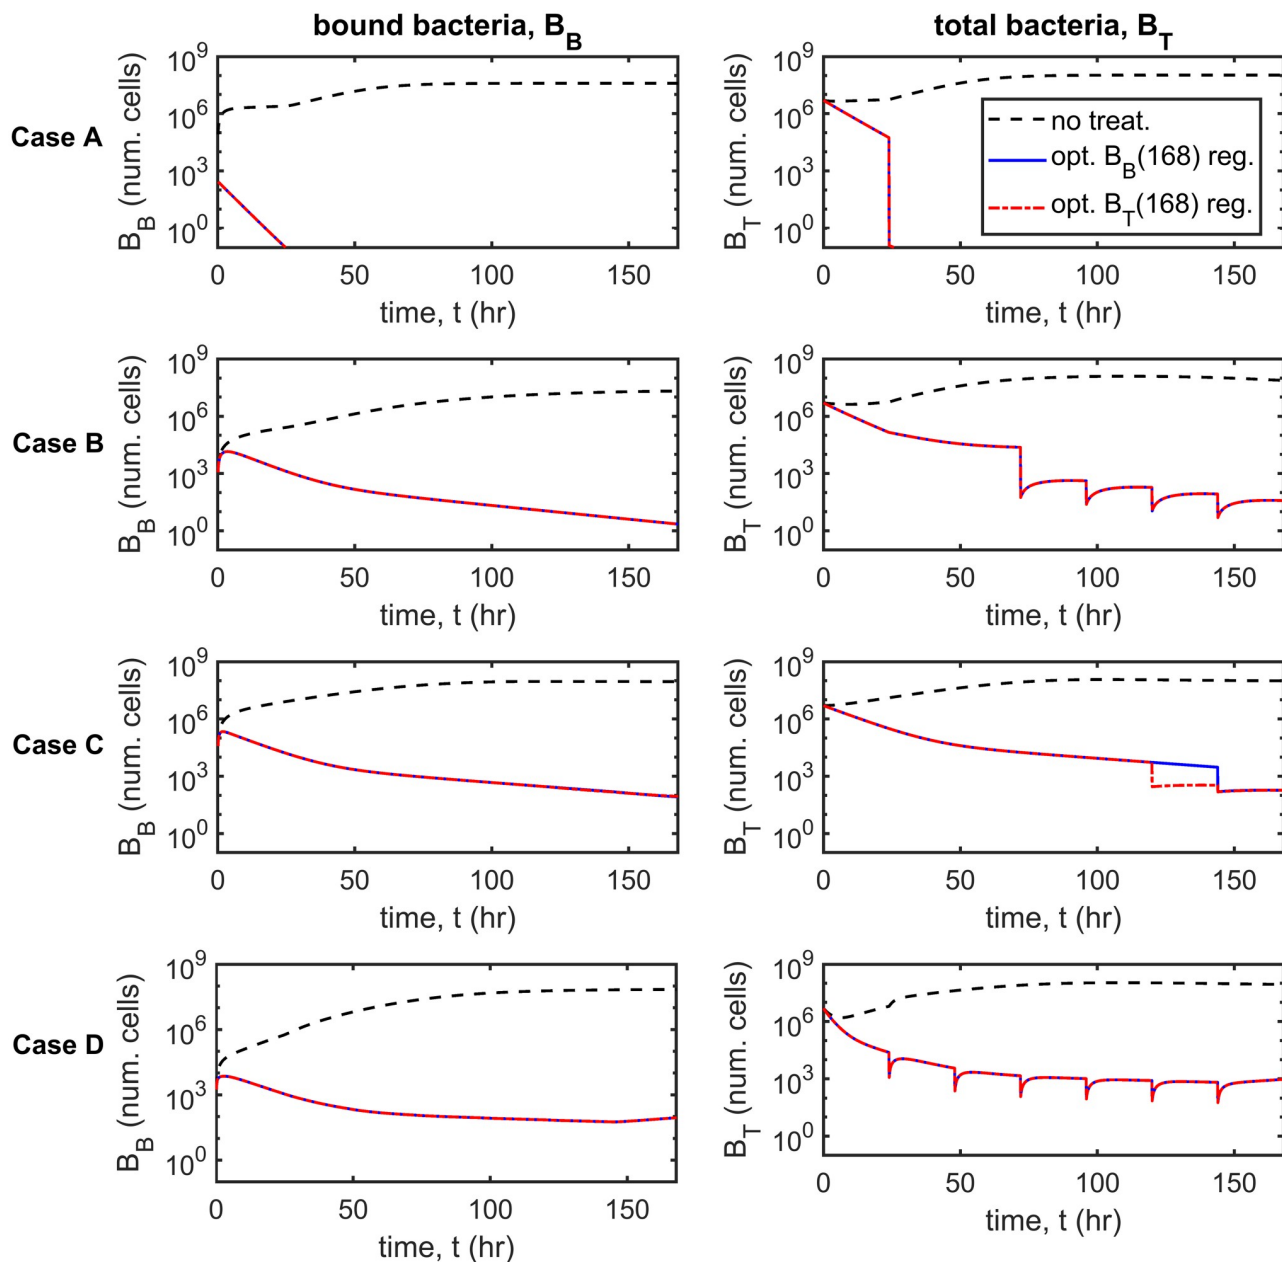 bound bacteria, B_B
total bacteria, B_T
Case A
B_B (num. cells)
10^9
10^6
10^3
10^0
0 50 100 150
time, t (hr)
B_T (num. cells)
10^9
10^6
10^3
10^0
no treat.
opt. B_B(168) reg.
opt. B_T(168) reg.
0 50 100 150
time, t (hr)
Case B
B_B (num. cells)
10^9
10^6
10^3
10^0
0 50 100 150
time, t (hr)
B_T (num. cells)
10^9
10^6
10^3
10^0
0 50 100 150
time, t (hr)
Case C
B_B (num. cells)
10^9
10^6
10^3
10^0
0 50 100 150
time, t (hr)
B_T (num. cells)
10^9
10^6
10^3
10^0
0 50 100 150
time, t (hr)
Case D
B_B (num. cells)
10^9
10^6
10^3
10^0
0 50 100 150
time, t (hr)
B_T (num. cells)
10^9
10^6
10^3
10^0
0 50 100 150
time, t (hr)